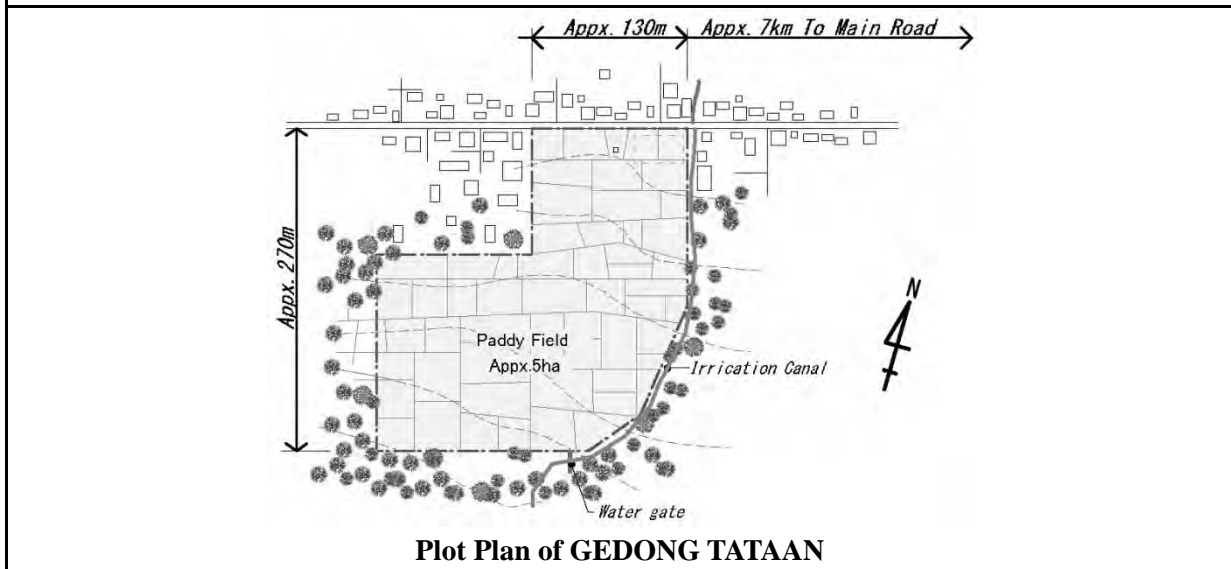 Appx. 130m
Appx. 7km To Main Road
Appx. 270m
N
Paddy Field
Appx.5ha
Irrication Canal
Water gate
Plot Plan of GEDONG TATAAN